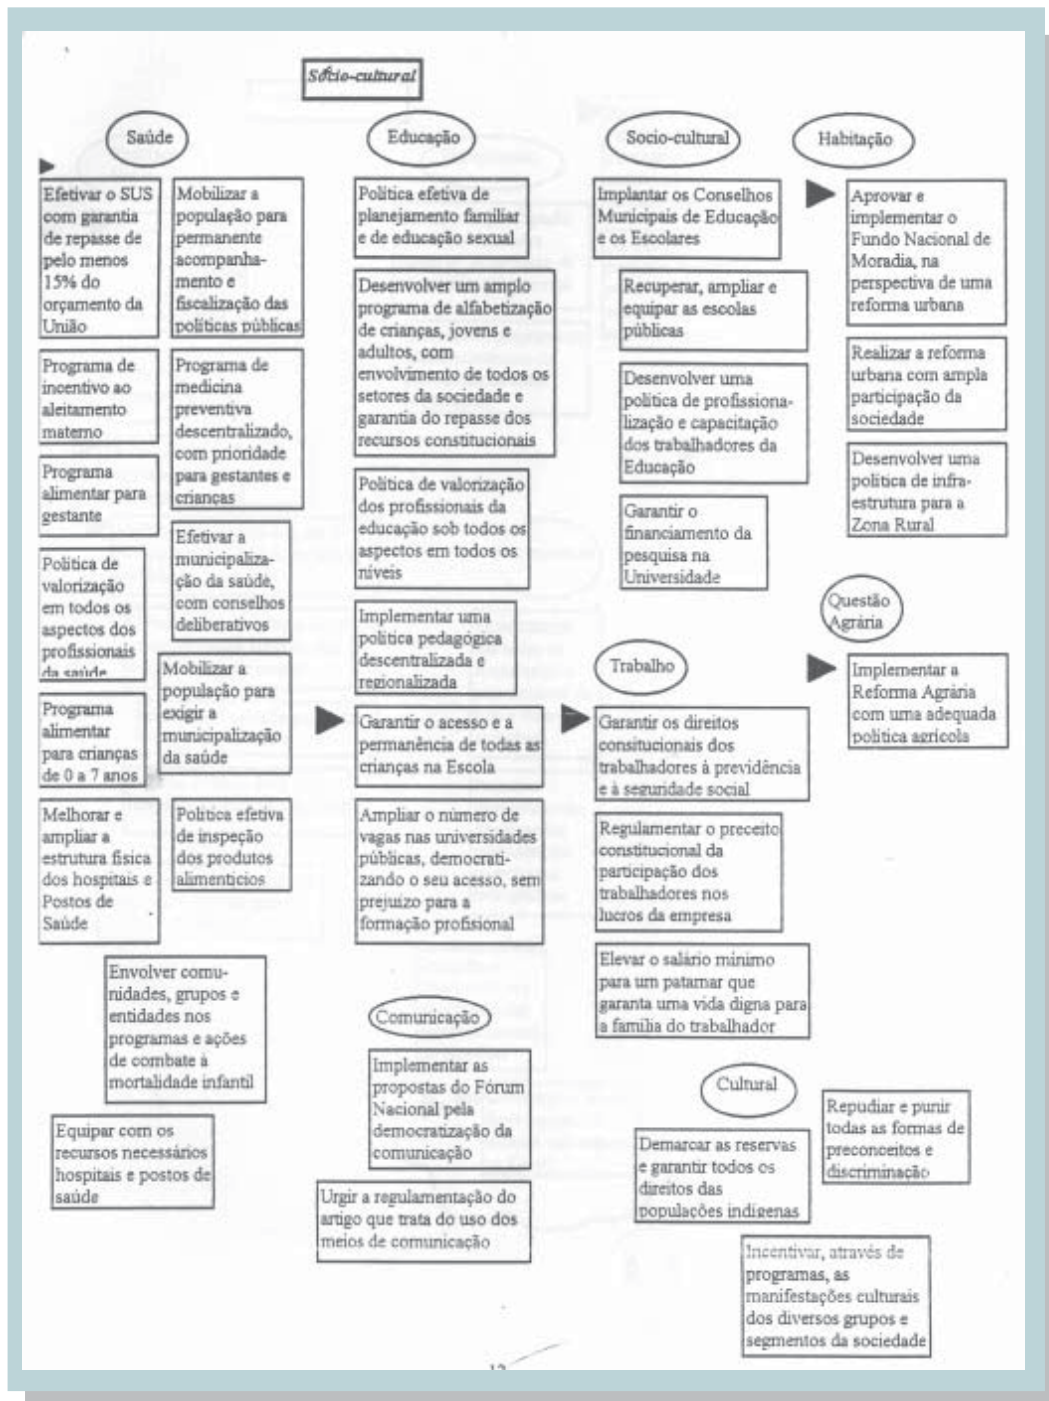 Sócio-cultural
Saúde
Efetivar o SUS
com garantia
de repasse de
pelo menos
15% do
orçamento da
União
Mobilizar a
população para
permanente
acompanha-
mento e
fiscalização das
políticas públicas
Programa de
incentivo ao
aleitamento
materno
Programa de
medicina
preventiva
descentralizado,
com prioridade
para gestantes e
crianças
Programa
alimentar para
gestante
Efetivar a
municipaliza-
ção da saúde,
com conselhos
deliberativos
Política de
valorização
em todos os
aspectos dos
profissionais
da saúde
Mobilizar a
população para
exigir a
municipalização
da saúde
Programa
alimentar
para crianças
de 0 a 7 anos
Melhorar e
ampliar a
estrutura física
dos hospitais e
Postos de
Saúde
Política efetiva
de inspeção
dos produtos
alimentícios
Envolver comu-
nidades, grupos e
entidades nos
programas e ações
de combate à
mortalidade infantil
Equipar com os
recursos necessários
hospitais e postos de
saúde
Educação
Política efetiva de
planejamento familiar
e de educação sexual
Desenvolver um amplo
programa de alfabetização
de crianças, jovens e
adultos, com
envolvimento de todos os
setores da sociedade e
garantia do repasse dos
recursos constitucionais
Política de valorização
dos profissionais da
educação sob todos os
aspectos em todos os
níveis
Implementar uma
política pedagógica
descentralizada e
regionalizada
Garantir o acesso e a
permanência de todas as
crianças na Escola
Ampliar o número de
vagas nas universidades
públicas, democrati-
zando o seu acesso, sem
prejuízo para a
formação profisional
Comunicação
Implementar as
propostas do Fórum
Nacional pela
democratização da
comunicação
Urgir a regulamentação do
artigo que trata do uso dos
meios de comunicação
Socio-cultural
Implantar os Conselhos
Municipais de Educação
e os Escolares
Recuperar, ampliar e
equipar as escolas
públicas
Desenvolver uma
política de profissiona-
lização e capacitação
dos trabalhadores da
Educação
Garantir o
financiamento da
pesquisa na
Universidade
Trabalho
Garantir os direitos
consitucionais dos
trabalhadores à previdência
e à seguridade social
Regulamentar o preceito
constitucional da
participação dos
trabalhadores nos
lucros da empresa
Elevar o salário mínimo
para um patamar que
garanta uma vida digna para
a família do trabalhador
Cultural
Demarcar as reservas
e garantir todos os
direitos das
populações indígenas
Repudiar e punir
todas as formas de
preconceitos e
discriminação
Incentivar, através de
programas, as
manifestações culturais
dos diversos grupos e
segmentos da sociedade
Habitação
Aprovar e
implementar o
Fundo Nacional de
Moradia, na
perspectiva de uma
reforma urbana
Realizar a reforma
urbana com ampla
participação da
sociedade
Desenvolver uma
política de infra-
estrutura para a
Zona Rural
Questão
Agrária
Implementar a
Reforma Agrária
com uma adequada
política agrícola